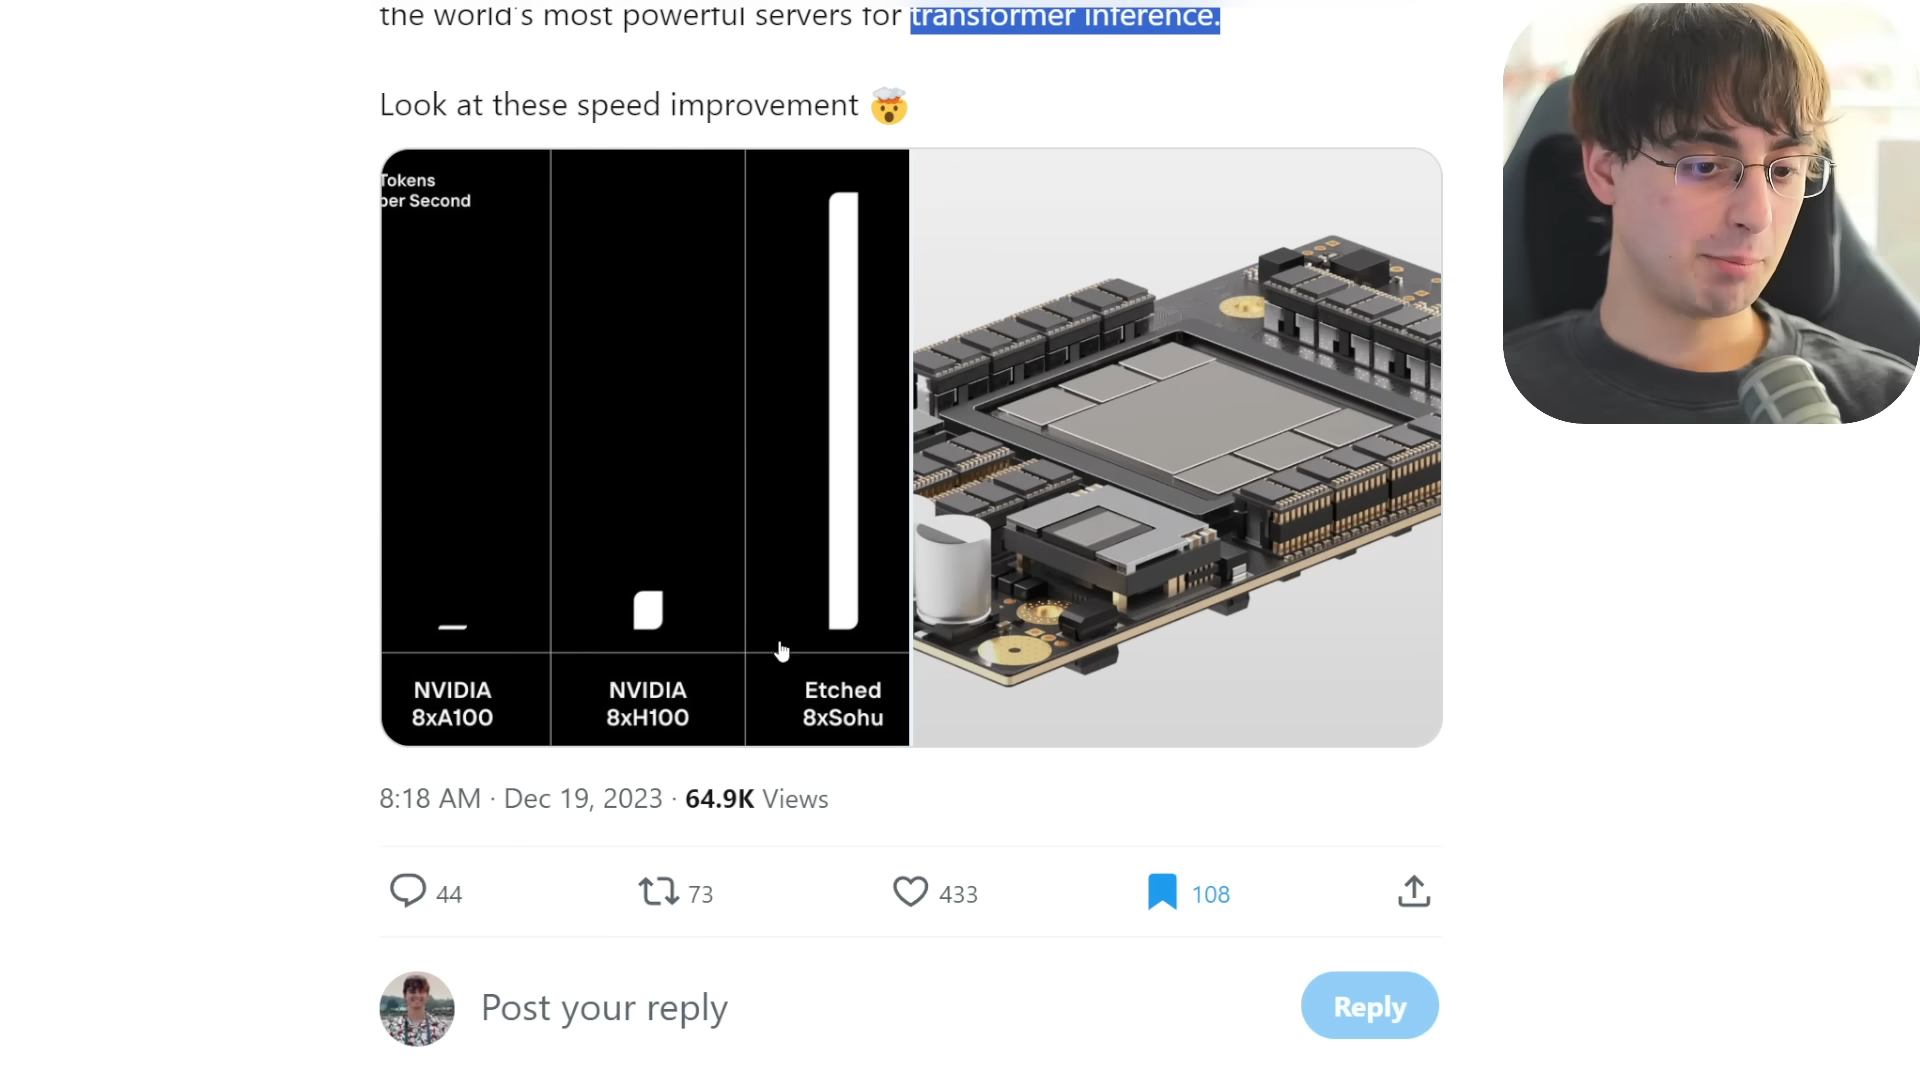 the world's most powerful servers for transformer inference.
Look at these speed improvement 🤯
Tokens
per Second
NVIDIA
8xA100
NVIDIA
8xH100
Etched
8xSohu
8:18 AM · Dec 19, 2023 · 64.9K Views
44
73
433
108
Post your reply
Reply